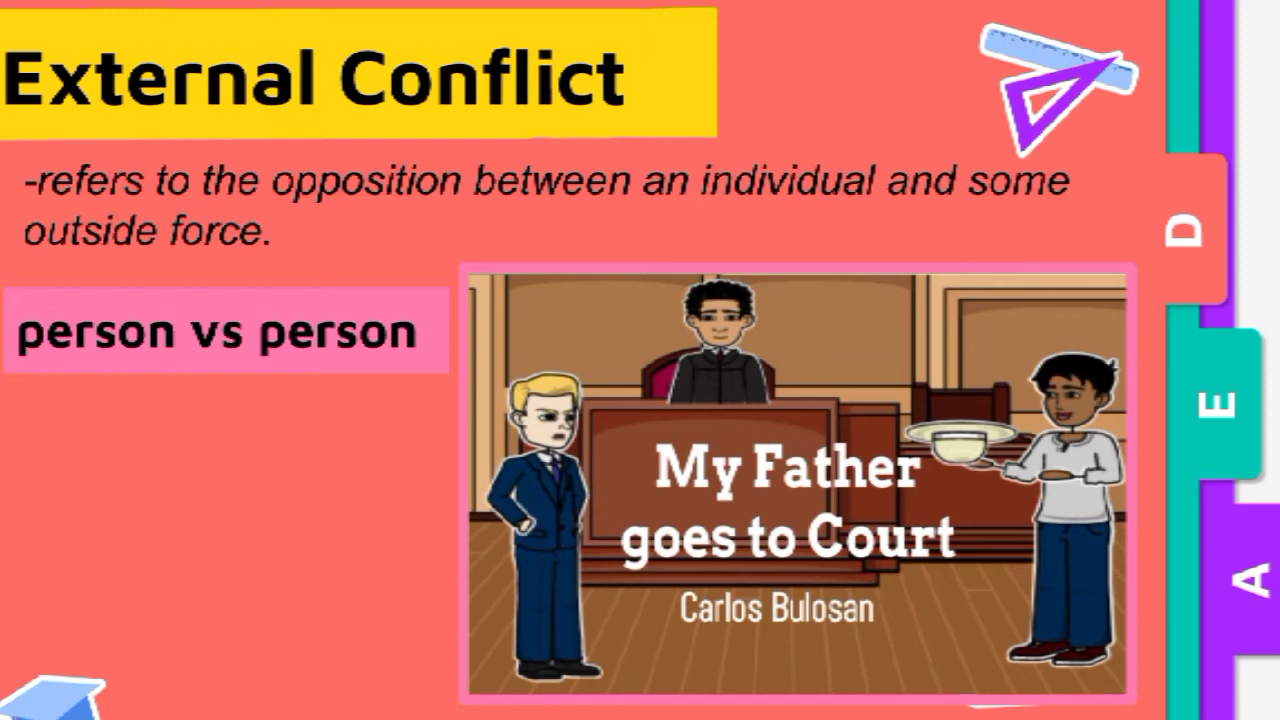 External Conflict
-refers to the opposition between an individual and some
outside force.
person vs person
My Father
goes to Court
Carlos Bulosan
D
E
A